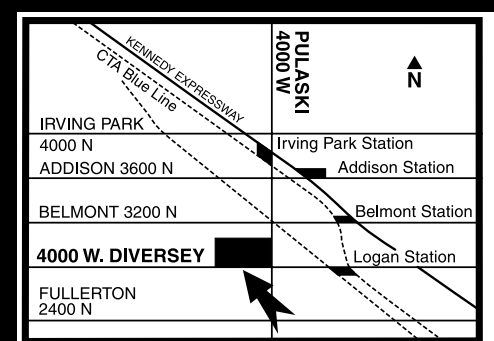 PULASKI
4000 W
N
KENNEDY EXPRESSWAY
CTA Blue Line
IRVING PARK
4000 N
Irving Park Station
ADDISON 3600 N
Addison Station
BELMONT 3200 N
Belmont Station
4000 W. DIVERSEY
Logan Station
FULLERTON
2400 N